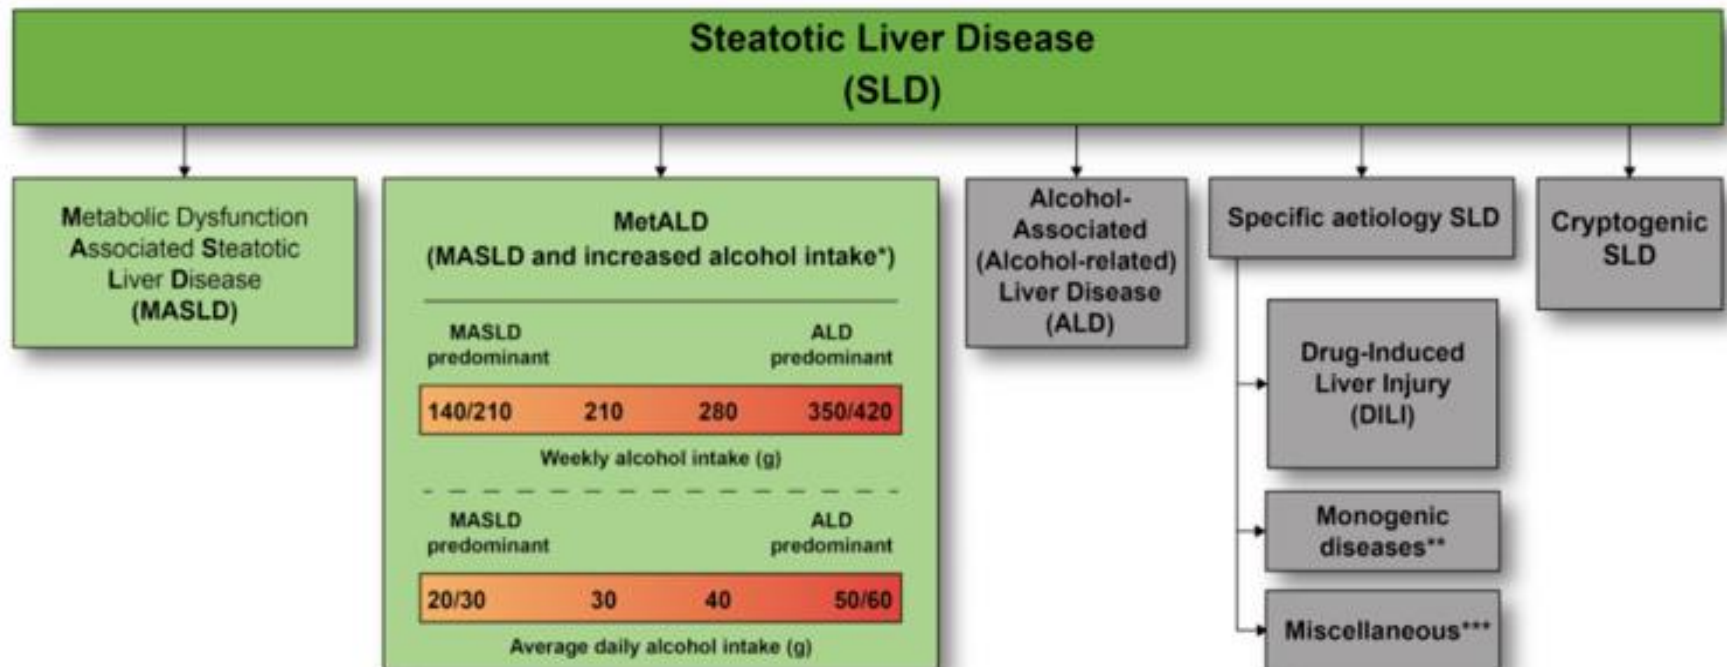 Steatotic Liver Disease
(SLD)
Metabolic Dysfunction
Associated Steatotic
Liver Disease
(MASLD)
MetALD
(MASLD and increased alcohol intake*)
MASLD
predominant
ALD
predominant
140/210 210 280 350/420
Weekly alcohol intake (g)
MASLD
predominant
ALD
predominant
20/30 30 40 50/60
Average daily alcohol intake (g)
Alcohol-
Associated
(Alcohol-related)
Liver Disease
(ALD)
Specific aetiology SLD
Drug-Induced
Liver Injury
(DILI)
Monogenic
diseases**
Miscellaneous***
Cryptogenic
SLD